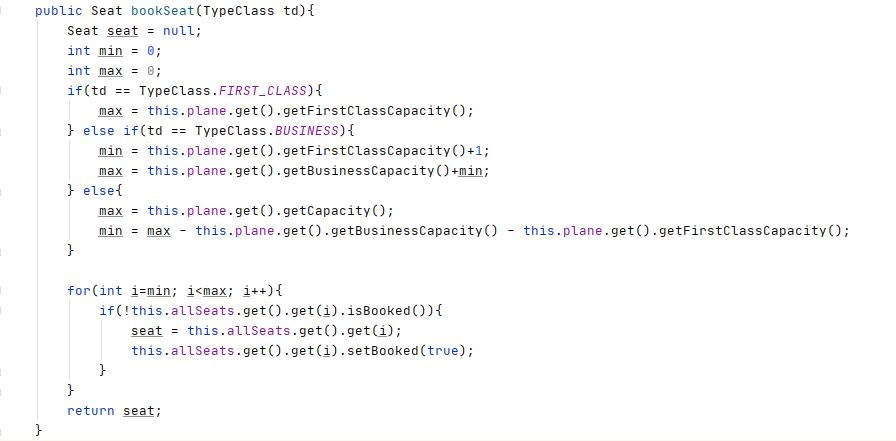 public Seat bookSeat(TypeClass td){
    Seat seat = null;
    int min = 0;
    int max = 0;
    if(td == TypeClass.FIRST_CLASS){
        max = this.plane.get().getFirstClassCapacity();
    } else if(td == TypeClass.BUSINESS){
        min = this.plane.get().getFirstClassCapacity()+1;
        max = this.plane.get().getBusinessCapacity()+min;
    } else{
        max = this.plane.get().getCapacity();
        min = max - this.plane.get().getBusinessCapacity() - this.plane.get().getFirstClassCapacity();
    }

    for(int i=min; i<max; i++){
        if(!this.allSeats.get().get(i).isBooked()){
            seat = this.allSeats.get().get(i);
            this.allSeats.get().get(i).setBooked(true);
        }
    }
    return seat;
}